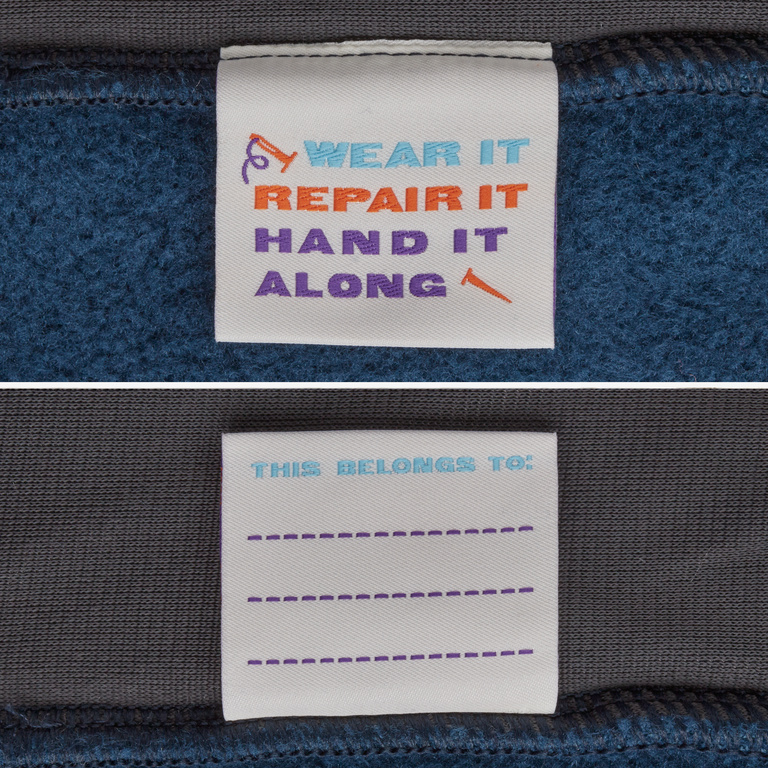 WEAR IT
REPAIR IT
HAND IT
ALONG
THIS BELONGS TO: